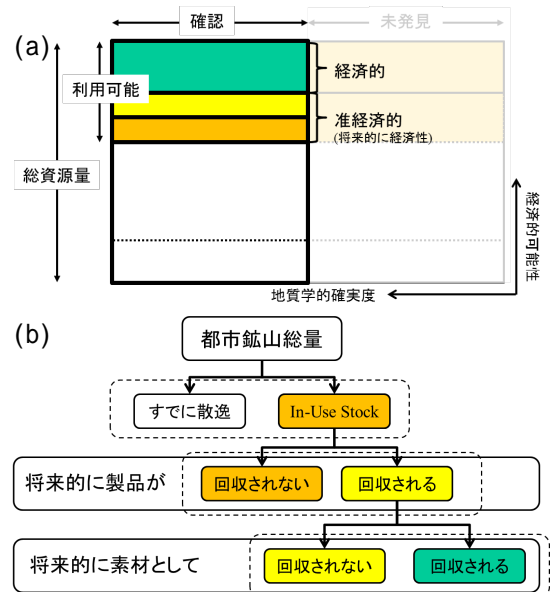 確認
未発見
(a)
経済的
利用可能
准経済的
(将来的に経済性)
総資源量
経済的可能性
地質学的確実度
(b)
都市鉱山総量
すでに散逸
In-Use Stock
将来的に製品が
回収されない
回収される
将来的に素材として
回収されない
回収される